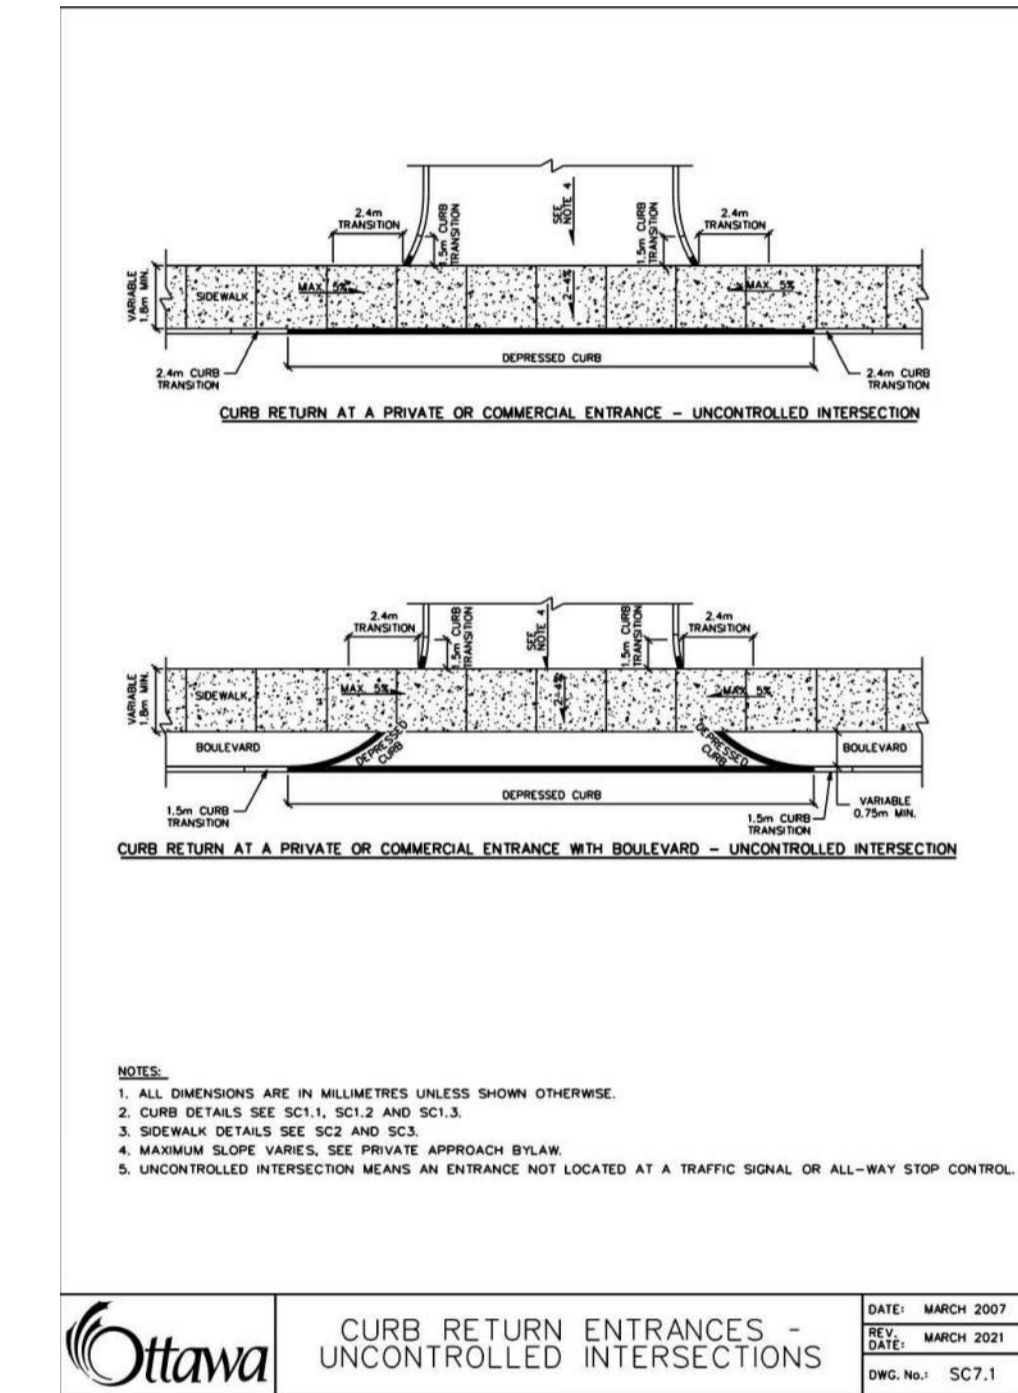 2.4m
TRANSITION
1.5m CURB
TRANSITION
SEE
NOTE 4
1.5m CURB
TRANSITION
2.4m
TRANSITION
VARIABLE
1.8m MIN.
SIDEWALK
MAX. 5%
2-4%
MAX. 5%
DEPRESSED CURB
2.4m CURB
TRANSITION
2.4m CURB
TRANSITION
CURB RETURN AT A PRIVATE OR COMMERCIAL ENTRANCE - UNCONTROLLED INTERSECTION
2.4m
TRANSITION
1.5m CURB
TRANSITION
SEE
NOTE 4
1.5m CURB
TRANSITION
2.4m
TRANSITION
VARIABLE
1.8m MIN.
SIDEWALK
MAX. 5%
2-4%
MAX. 5%
BOULEVARD
DEPRESSED
CURB
DEPRESSED
CURB
BOULEVARD
DEPRESSED CURB
1.5m CURB
TRANSITION
1.5m CURB
TRANSITION
VARIABLE
0.75m MIN.
CURB RETURN AT A PRIVATE OR COMMERCIAL ENTRANCE WITH BOULEVARD - UNCONTROLLED INTERSECTION
NOTES:
1. ALL DIMENSIONS ARE IN MILLIMETRES UNLESS SHOWN OTHERWISE.
2. CURB DETAILS SEE SC1.1, SC1.2 AND SC1.3.
3. SIDEWALK DETAILS SEE SC2 AND SC3.
4. MAXIMUM SLOPE VARIES, SEE PRIVATE APPROACH BYLAW.
5. UNCONTROLLED INTERSECTION MEANS AN ENTRANCE NOT LOCATED AT A TRAFFIC SIGNAL OR ALL-WAY STOP CONTROL.
Ottawa
CURB RETURN ENTRANCES -
UNCONTROLLED INTERSECTIONS
DATE: MARCH 2007
REV. DATE: MARCH 2021
DWG. No.: SC7.1